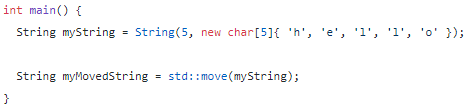 int main() {
  String myString = String(5, new char[5]{ 'h', 'e', 'l', 'l', 'o' });
  String myMovedString = std::move(myString);
}